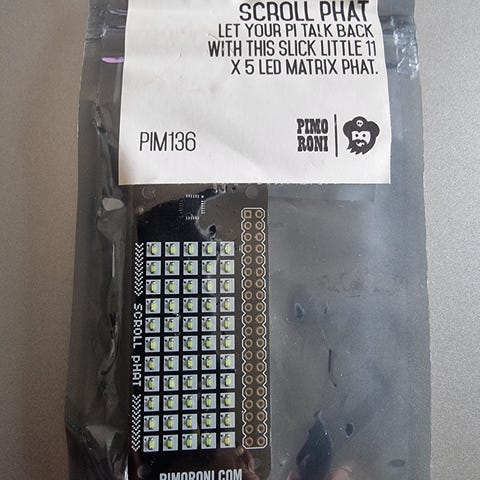 SCROLL PHAT
LET YOUR PI TALK BACK
WITH THIS SLICK LITTLE 11
X 5 LED MATRIX PHAT.
PIM136
PIMO
RONI
SCROLL PHAT
PIMORONI.COM